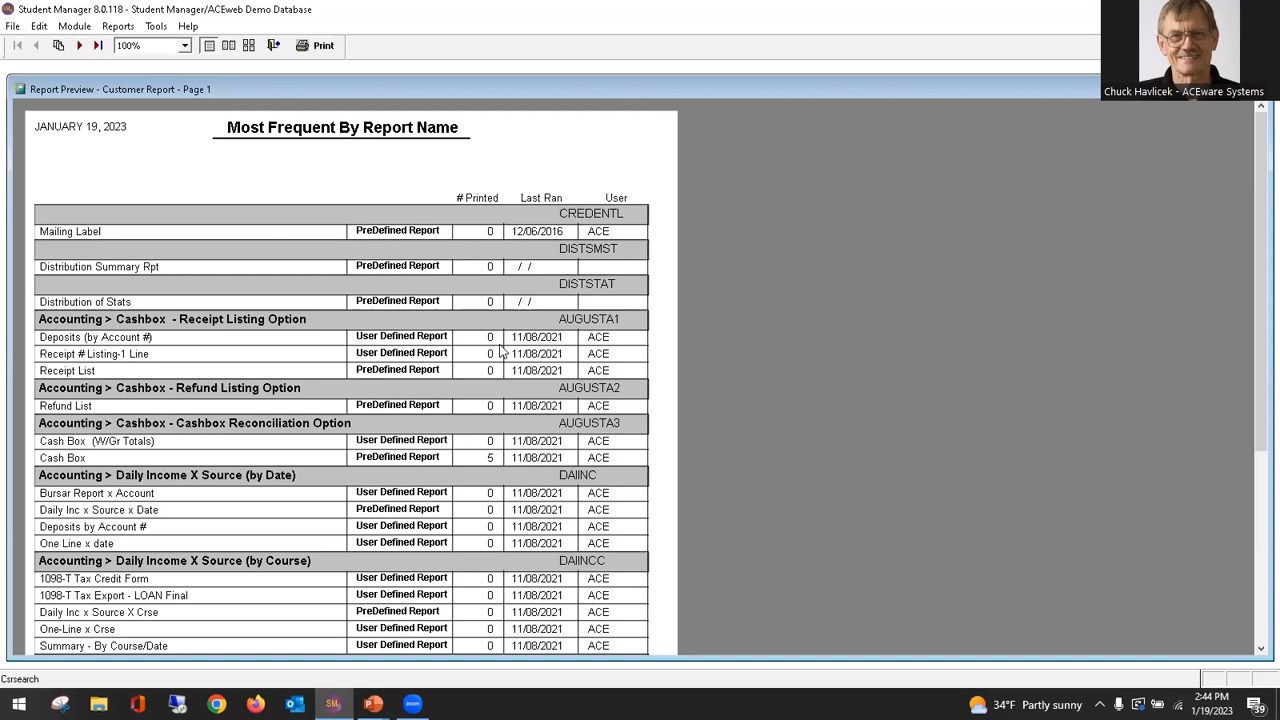 Student Manager 8.0.118 - Student Manager/ACEweb Demo Database
File Edit Module Reports Tools Help
100% Print
Chuck Havlicek - ACEware Systems
Report Preview - Customer Report - Page 1
JANUARY 19, 2023 Most Frequent By Report Name
# Printed Last Ran User
CREDENTL
Mailing Label PreDefined Report 0 12/06/2016 ACE
DISTSMST
Distribution Summary Rpt PreDefined Report 0 / /
DISTSTAT
Distribution of Stats PreDefined Report 0 / /
Accounting > Cashbox - Receipt Listing Option AUGUSTA1
Deposits (by Account #) User Defined Report 0 11/08/2021 ACE
Receipt # Listing-1 Line User Defined Report 0 11/08/2021 ACE
Receipt List PreDefined Report 0 11/08/2021 ACE
Accounting > Cashbox - Refund Listing Option AUGUSTA2
Refund List PreDefined Report 0 11/08/2021 ACE
Accounting > Cashbox - Cashbox Reconciliation Option AUGUSTA3
Cash Box (W/Gr Totals) User Defined Report 0 11/08/2021 ACE
Cash Box PreDefined Report 5 11/08/2021 ACE
Accounting > Daily Income X Source (by Date) DAIINC
Bursar Report x Account User Defined Report 0 11/08/2021 ACE
Daily Inc x Source x Date PreDefined Report 0 11/08/2021 ACE
Deposits by Account # User Defined Report 0 11/08/2021 ACE
One Line x date User Defined Report 0 11/08/2021 ACE
Accounting > Daily Income X Source (by Course) DAIINCC
1098-T Tax Credit Form User Defined Report 0 11/08/2021 ACE
1098-T Tax Export - LOAN Final User Defined Report 0 11/08/2021 ACE
Daily Inc x Source X Crse PreDefined Report 0 11/08/2021 ACE
One-Line x Crse User Defined Report 0 11/08/2021 ACE
Summary - By Course/Date User Defined Report 0 11/08/2021 ACE
Csrsearch
34°F Partly sunny
2:44 PM
1/19/2023
39